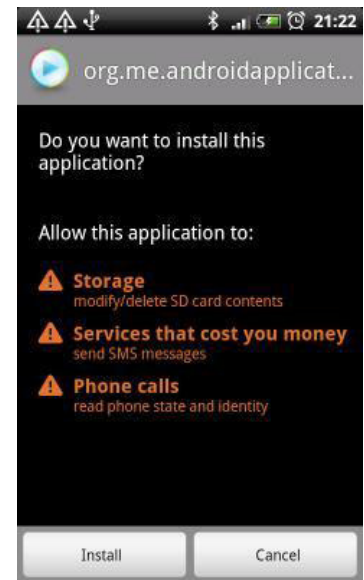 21:22
org.me.androidapplicat...
Do you want to install this
application?
Allow this application to:
Storage
modify/delete SD card contents
Services that cost you money
send SMS messages
Phone calls
read phone state and identity
Install
Cancel